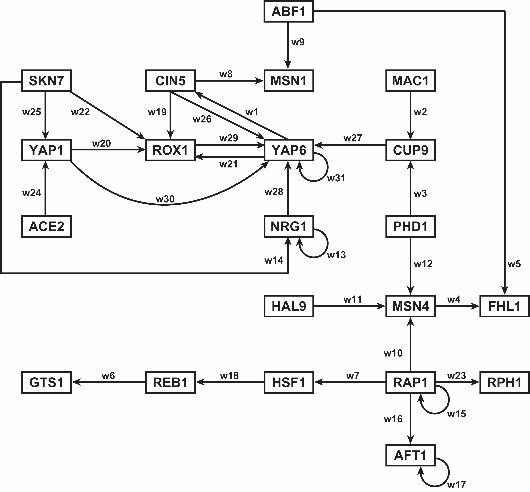 ABF1
w9
SKN7 CIN5 w8 MSN1 MAC1
w25 w22 w19 w26 w1 w2
YAP1 w20 ROX1 w29 YAP6 w27 CUP9
w21
w31
w24 w30 w28 w3
ACE2 NRG1 PHD1
w14 w13 w12 w5
HAL9 w11 MSN4 w4 FHL1
w10
GTS1 w6 REB1 w18 HSF1 w7 RAP1 w23 RPH1
w16 w15
AFT1
w17